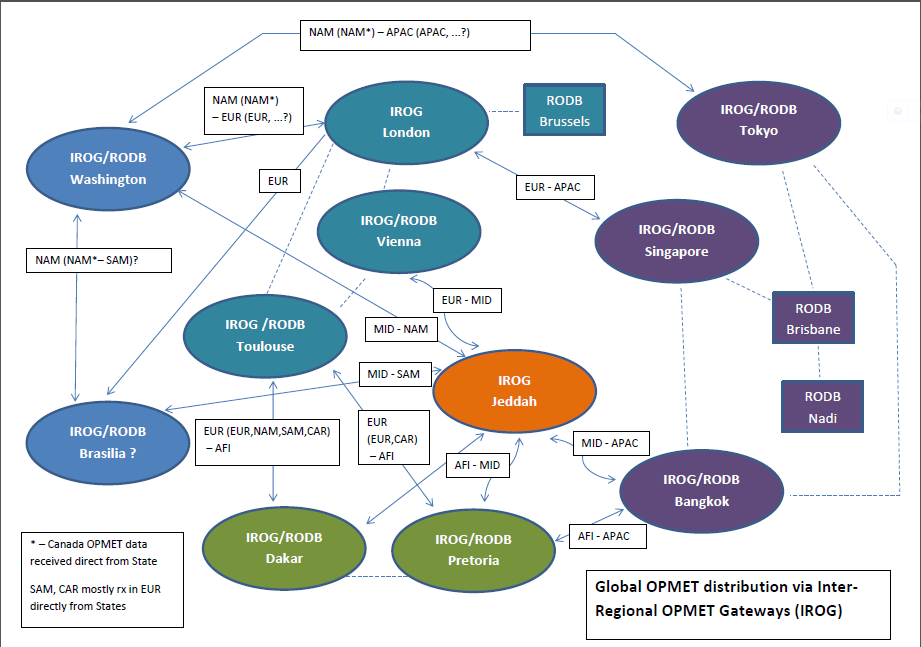 NAM (NAM*) – APAC (APAC, ...?)
NAM (NAM*)
– EUR (EUR, ...?)
IROG
London
RODB
Brussels
IROG/RODB
Tokyo
IROG/RODB
Washington
EUR
EUR - APAC
IROG/RODB
Vienna
IROG/RODB
Singapore
NAM (NAM*– SAM)?
EUR - MID
RODB
Brisbane
IROG /RODB
Toulouse
MID - NAM
MID - SAM
IROG
Jeddah
RODB
Nadi
IROG/RODB
Brasilia ?
EUR (EUR,NAM,SAM,CAR)
– AFI
EUR
(EUR,CAR)
– AFI
MID - APAC
AFI - MID
IROG/RODB
Bangkok
IROG/RODB
Dakar
IROG/RODB
Pretoria
AFI - APAC
* – Canada OPMET data
received direct from State
SAM, CAR mostly rx in EUR
directly from States
Global OPMET distribution via Inter-
Regional OPMET Gateways (IROG)